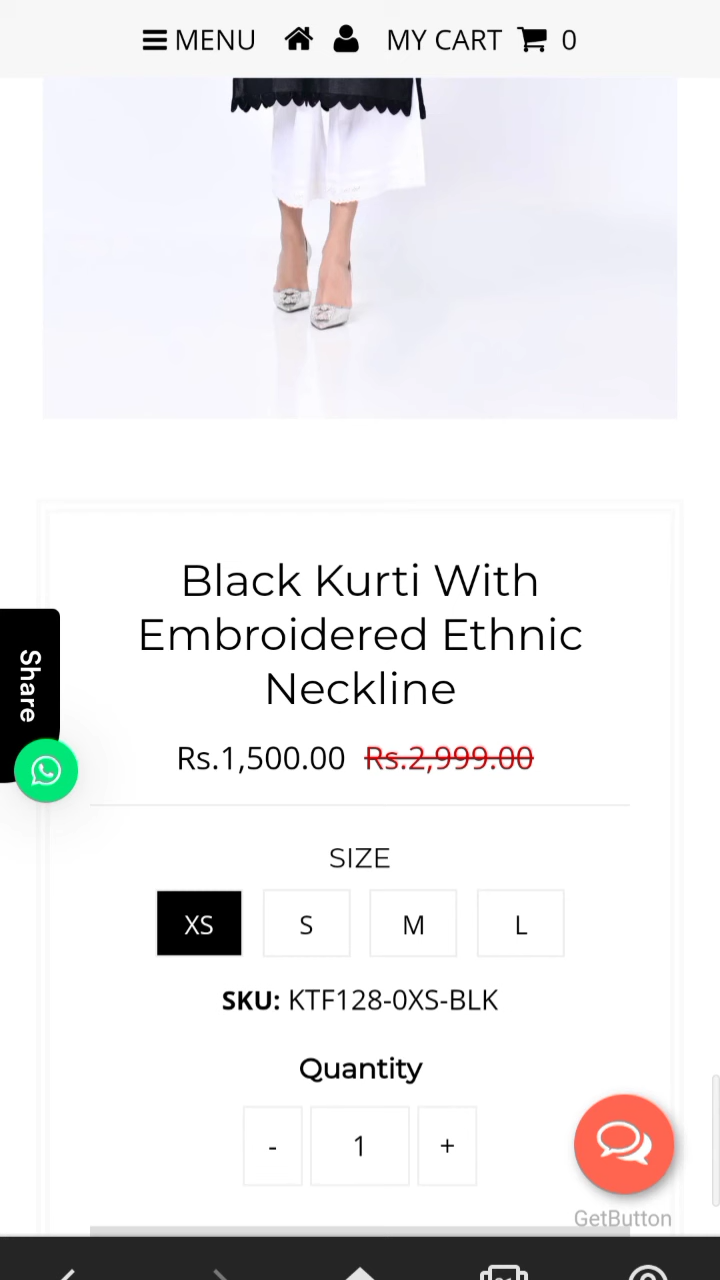 MENU MY CART 0
Black Kurti With
Embroidered Ethnic
Neckline
Rs.1,500.00 Rs.2,999.00
Share
SIZE
XS S M L
SKU: KTF128-0XS-BLK
Quantity
- 1 +
GetButton